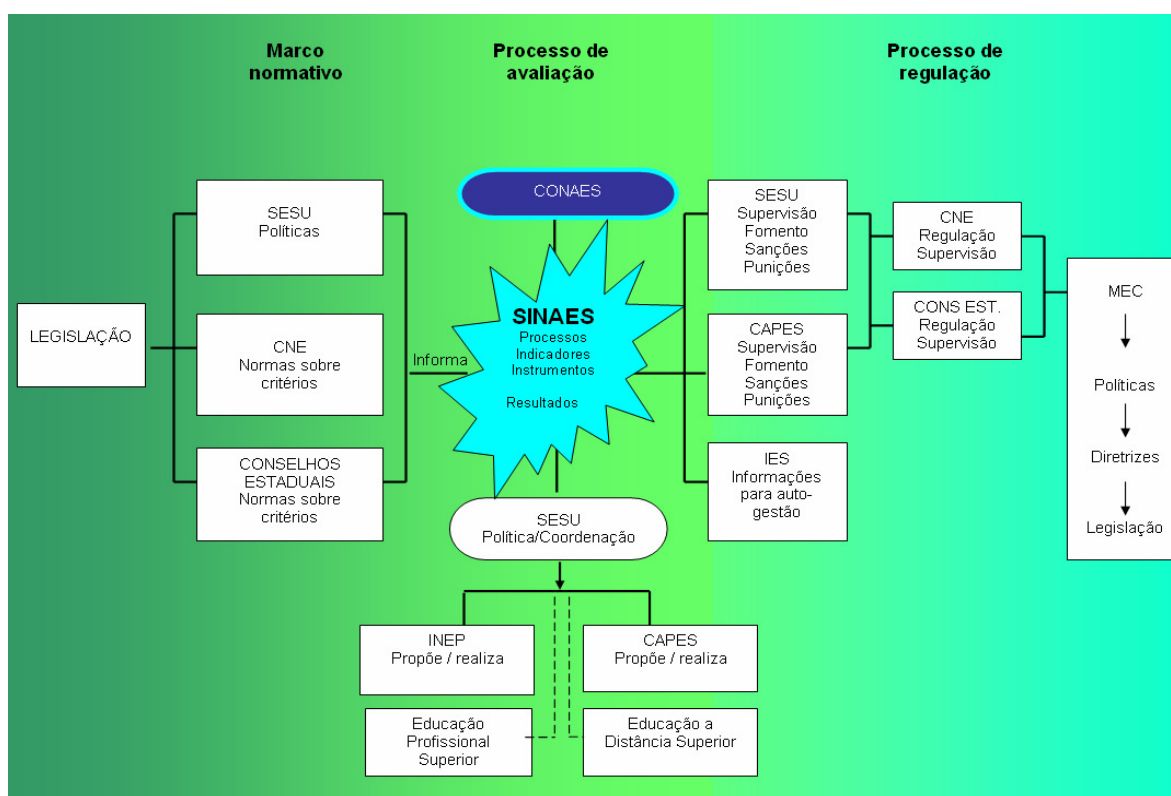 Marco
normativo
Processo de
avaliação
Processo de
regulação
LEGISLAÇÃO
SESU
Políticas
CNE
Normas sobre
critérios
CONSELHOS
ESTADUAIS
Normas sobre
critérios
Informa
CONAES
SINAES
Processos
Indicadores
Instrumentos
Resultados
SESU
Política/Coordenação
INEP
Propõe / realiza
CAPES
Propõe / realiza
Educação
Profissional
Superior
Educação a
Distância Superior
SESU
Supervisão
Fomento
Sanções
Punições
CAPES
Supervisão
Fomento
Sanções
Punições
IES
Informações
para auto-
gestão
CNE
Regulação
Supervisão
CONS EST.
Regulação
Supervisão
MEC
Políticas
Diretrizes
Legislação